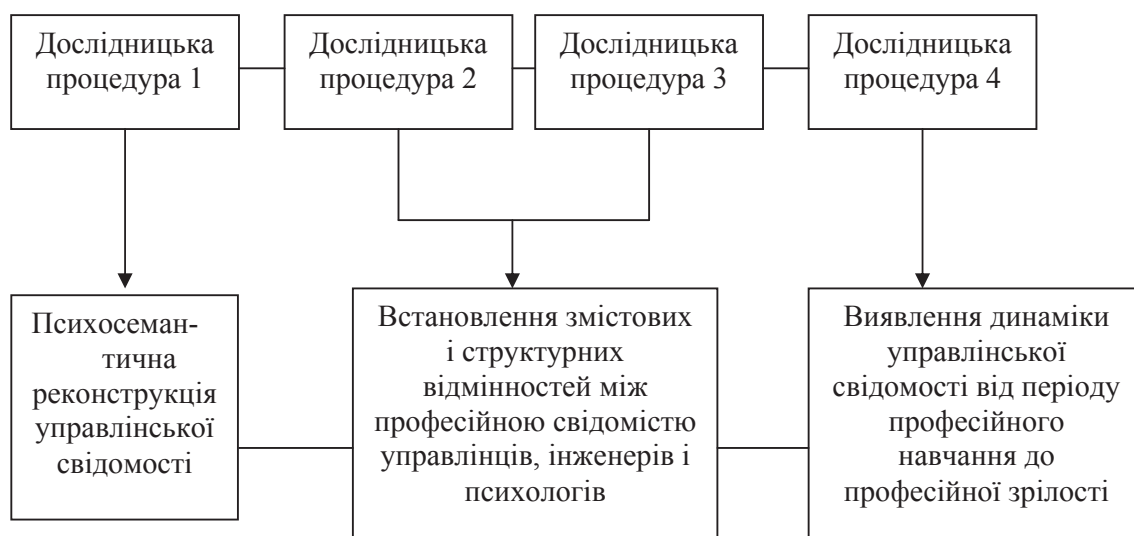 Дослідницька
процедура 1
Дослідницька
процедура 2
Дослідницька
процедура 3
Дослідницька
процедура 4
Психосеман-
тична
реконструкція
управлінської
свідомості
Встановлення змістових
і структурних
відмінностей між
професійною свідомістю
управлінців, інженерів і
психологів
Виявлення динаміки
управлінської
свідомості від періоду
професійного
навчання до
професійної зрілості